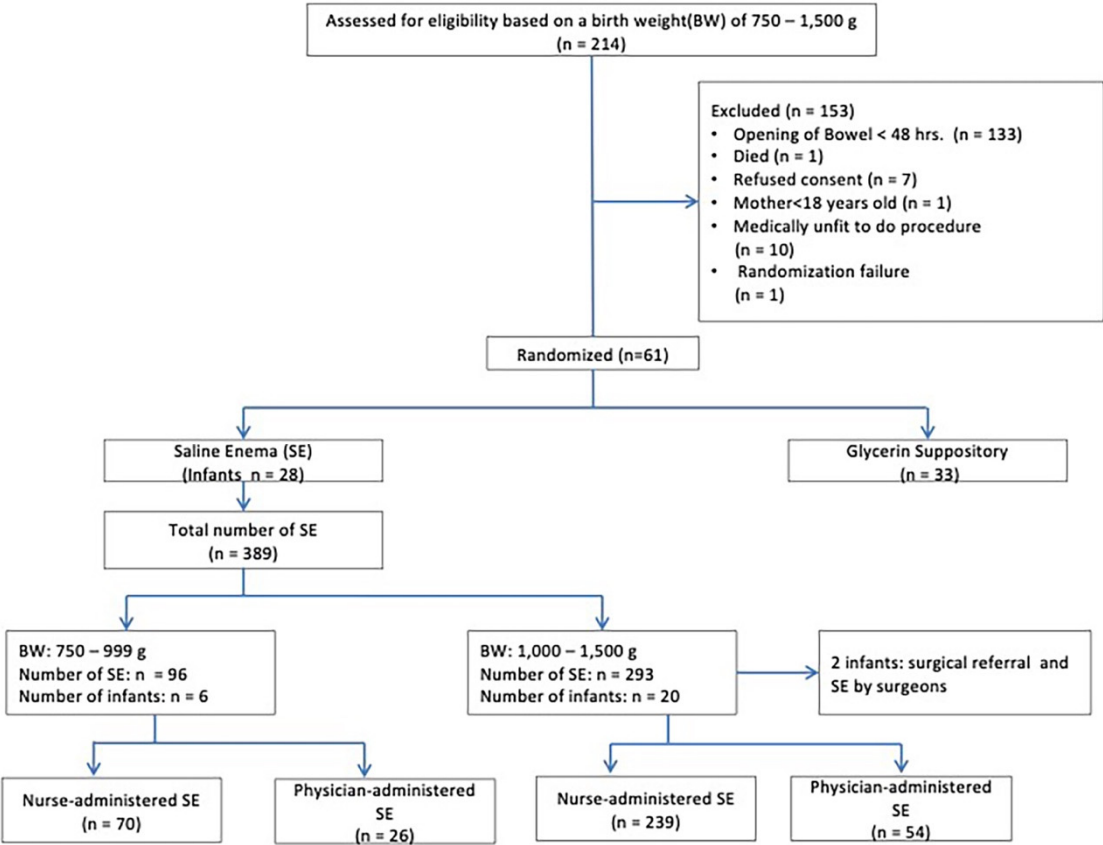 Assessed for eligibility based on a birth weight(BW) of 750 – 1,500 g
(n = 214)
Excluded (n = 153)
• Opening of Bowel < 48 hrs. (n = 133)
• Died (n = 1)
• Refused consent (n = 7)
• Mother<18 years old (n = 1)
• Medically unfit to do procedure
(n = 10)
• Randomization failure
(n = 1)
Randomized (n=61)
Saline Enema (SE)
(Infants n = 28)
Glycerin Suppository
(n = 33)
Total number of SE
(n = 389)
BW: 750 – 999 g
Number of SE: n = 96
Number of infants: n = 6
BW: 1,000 – 1,500 g
Number of SE: n = 293
Number of infants: n = 20
2 infants: surgical referral and
SE by surgeons
Nurse-administered SE
(n = 70)
Physician-administered
SE
(n = 26)
Nurse-administered SE
(n = 239)
Physician-administered
SE
(n = 54)